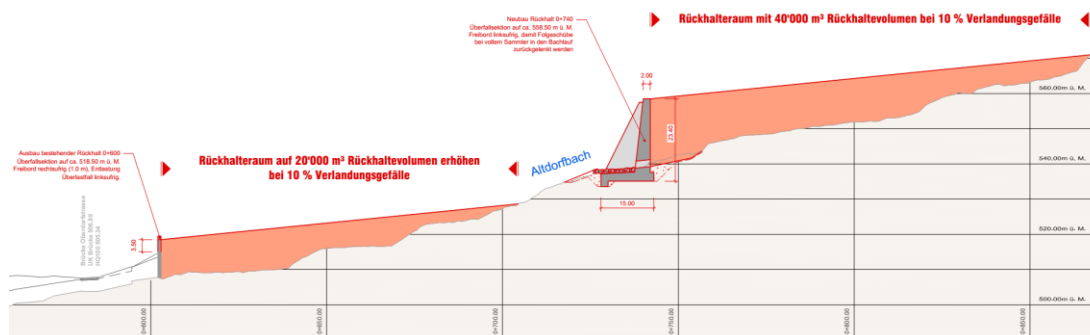 Neubau Rückhalt 0+740
Überfallsektion auf ca. 558.50 m ü. M.
Freibord linksufrig, damit Folgeschübe
bei vollem Sammler in den Bachlauf
zurückgelenkt werden
Rückhalteraum mit 40'000 m³ Rückhaltevolumen bei 10 % Verlandungsgefälle
2.00
560.00m ü. M.
23.40
Ausbau bestehender Rückhalt 0+600
Überfallsektion auf ca. 518.50 m ü. M.
Freibord rechtsufrig (1.0 m), Entlastung
Überlastfall linksufrig.
Rückhalteraum auf 20'000 m³ Rückhaltevolumen erhöhen
bei 10 % Verlandungsgefälle
Altdorfbach
540.00m ü. M.
15.00
3.50
520.00m ü. M.
UK Brücke 506.69
500.00m ü. M.
0+600.00
0+650.00
0+700.00
0+750.00
0+800.00
0+850.00